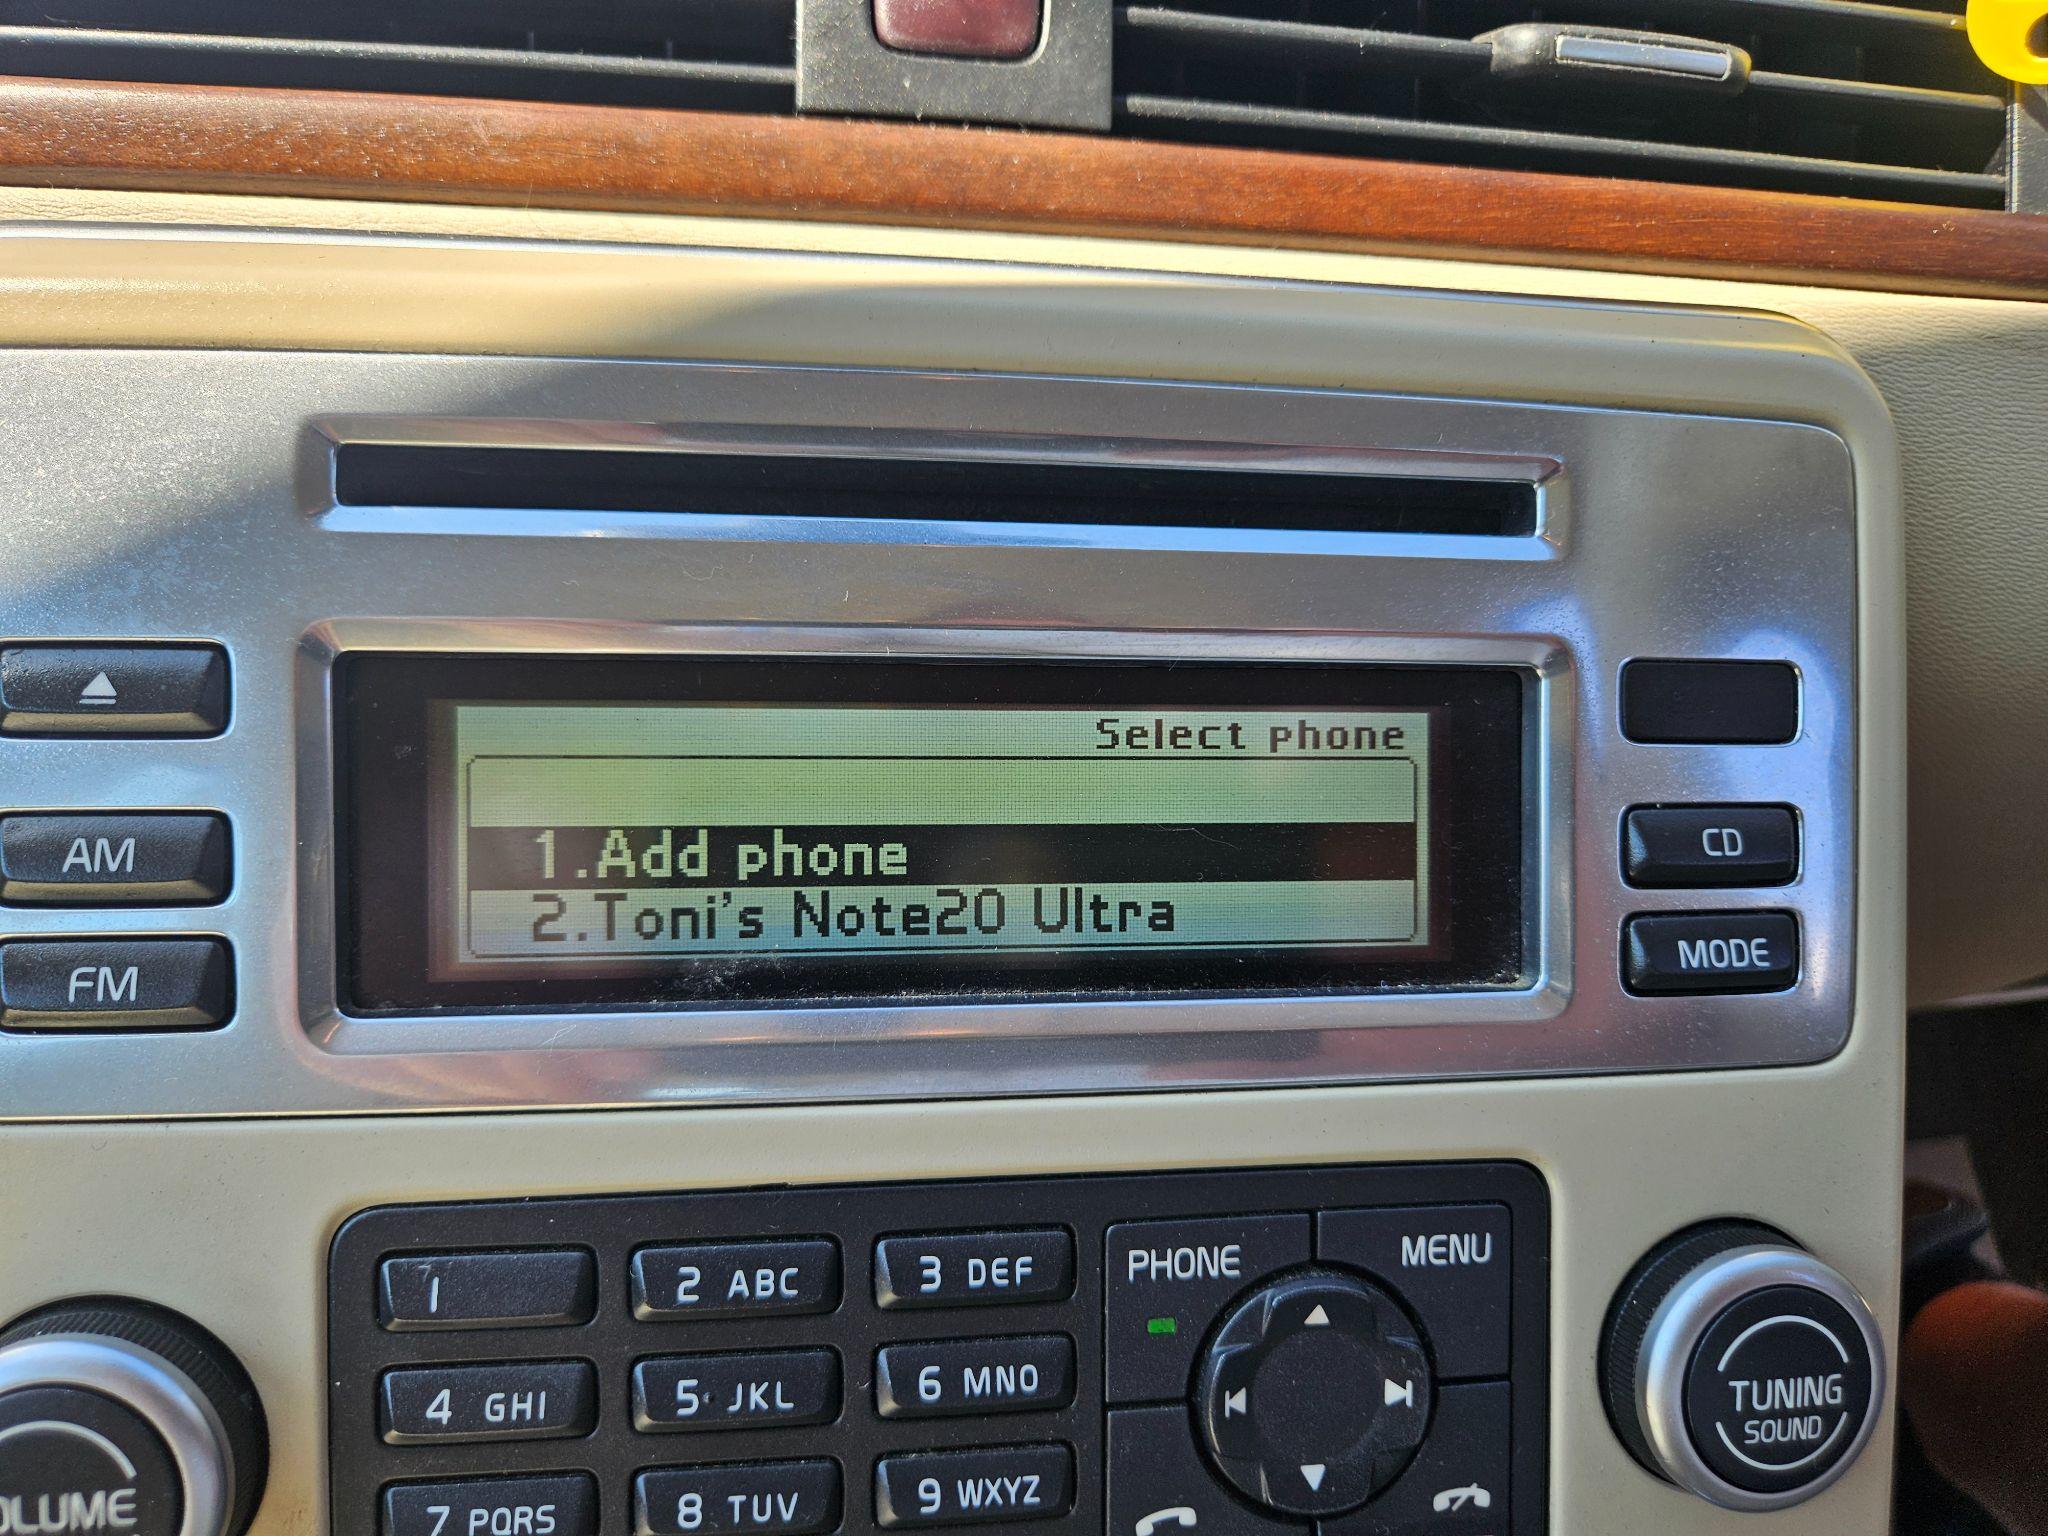 Select phone
1.Add phone
2.Toni's Note20 Ultra
AM
FM
CD
MODE
1
2 ABC
3 DEF
PHONE
MENU
4 GHI
5 JKL
6 MNO
7 PQRS
8 TUV
9 WXYZ
OLUME
TUNING
SOUND